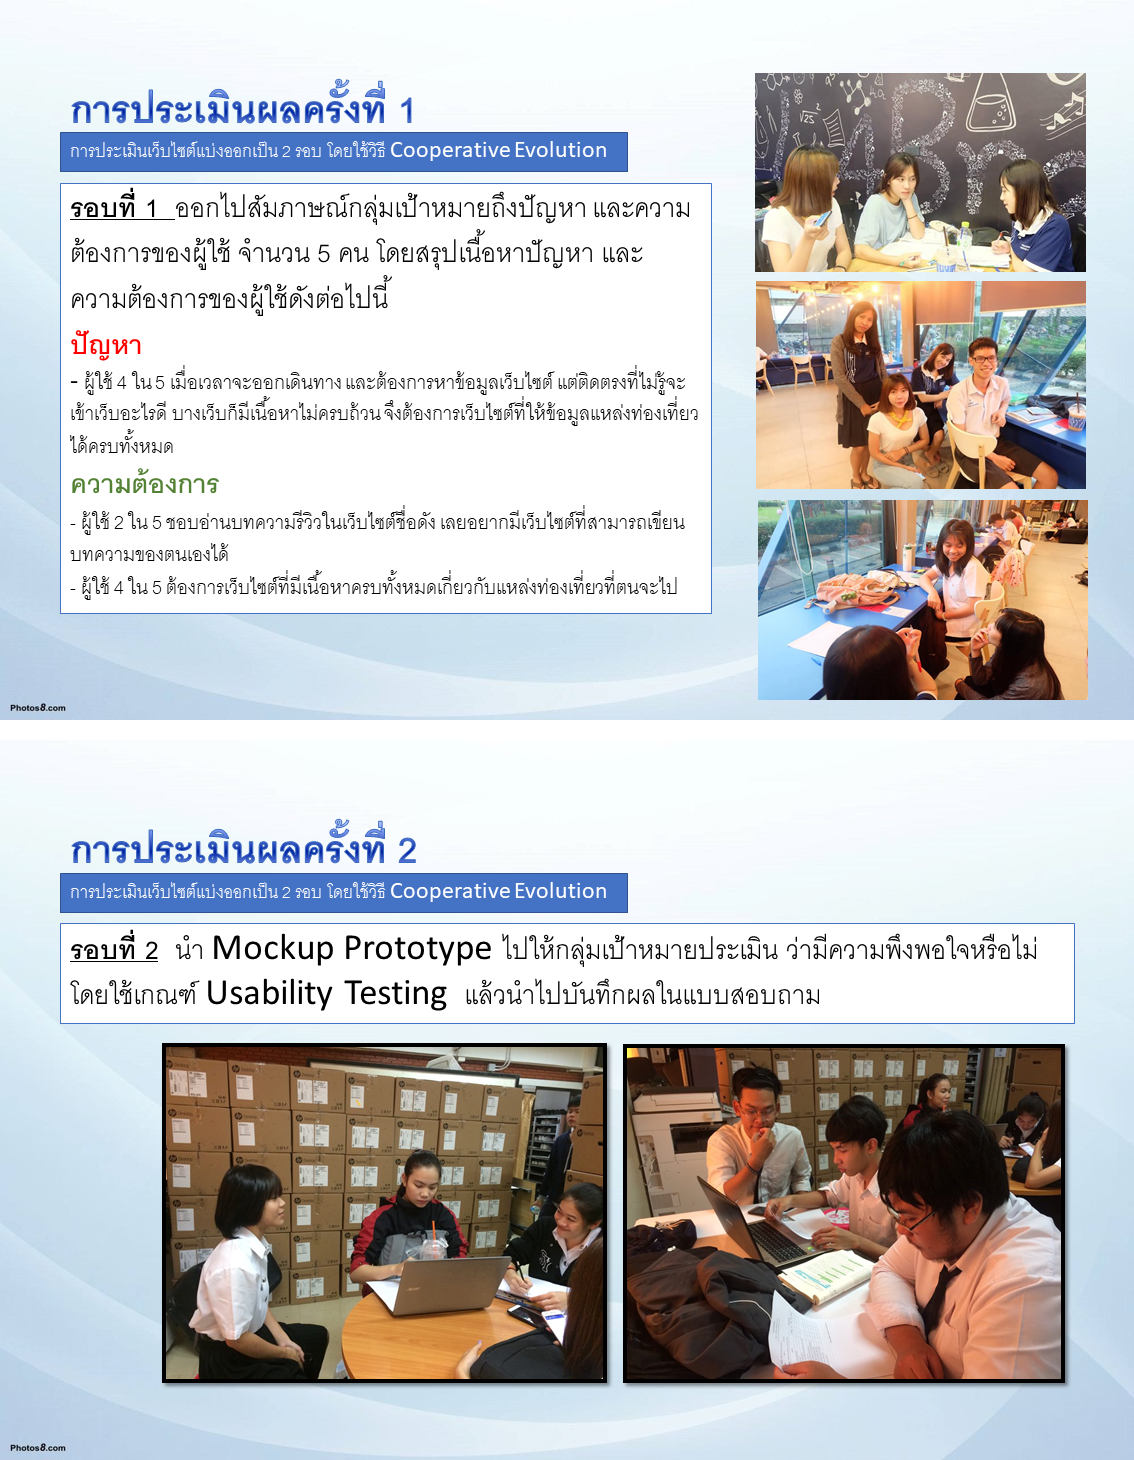 การประเมินผลครั้งที่ 1
การประเมินเว็บไซต์แบ่งออกเป็น 2 รอบ โดยใช้วิธี Cooperative Evolution
รอบที่ 1 ออกไปสัมภาษณ์กลุ่มเป้าหมายถึงปัญหา และความ
ต้องการของผู้ใช้ จำนวน 5 คน โดยสรุปเนื้อหาปัญหา และ
ความต้องการของผู้ใช้ดังต่อไปนี้
ปัญหา
- ผู้ใช้ 4 ใน 5 เมื่อเวลาจะออกเดินทาง และต้องการหาข้อมูลเว็บไซต์ แต่ติดตรงที่ไม่รู้จะ
เข้าเว็บอะไรดี บางเว็บก็มีเนื้อหาไม่ครบถ้วน จึงต้องการเว็บไซต์ที่ให้ข้อมูลแหล่งท่องเที่ยว
ได้ครบทั้งหมด
ความต้องการ
- ผู้ใช้ 2 ใน 5 ชอบอ่านบทความรีวิวในเว็บไซต์ชื่อดัง เลยอยากมีเว็บไซต์ที่สามารถเขียน
บทความของตนเองได้
- ผู้ใช้ 4 ใน 5 ต้องการเว็บไซต์ที่มีเนื้อหาครบทั้งหมดเกี่ยวกับแหล่งท่องเที่ยวที่ตนจะไป
Photos8.com
การประเมินผลครั้งที่ 2
การประเมินเว็บไซต์แบ่งออกเป็น 2 รอบ โดยใช้วิธี Cooperative Evolution
รอบที่ 2 นำ Mockup Prototype ไปให้กลุ่มเป้าหมายประเมิน ว่ามีความพึงพอใจหรือไม่
โดยใช้เกณฑ์ Usability Testing แล้วนำไปบันทึกผลในแบบสอบถาม
Photos8.com